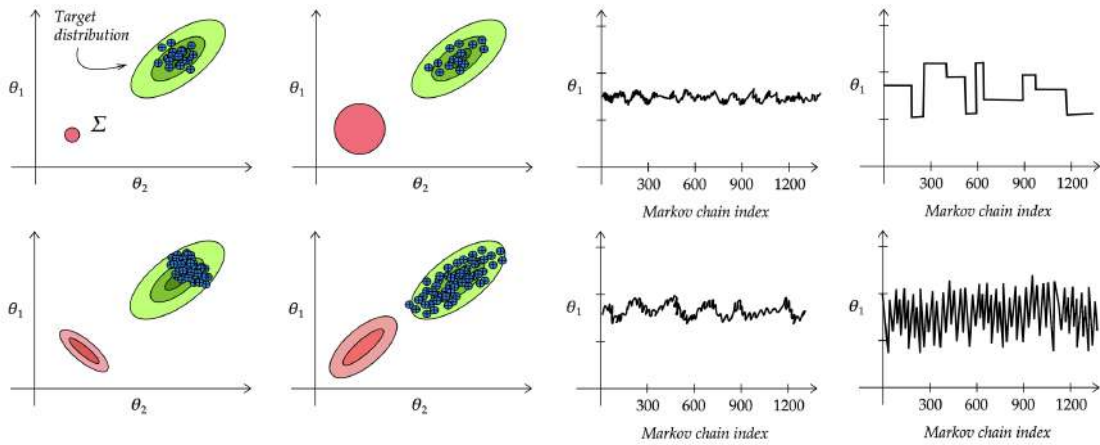 Target
distribution
θ1
Σ
θ2
θ1
θ2
θ1
300 600 900 1200
Markov chain index
θ1
300 600 900 1200
Markov chain index
θ1
θ2
θ1
θ2
θ1
300 600 900 1200
Markov chain index
θ1
300 600 900 1200
Markov chain index